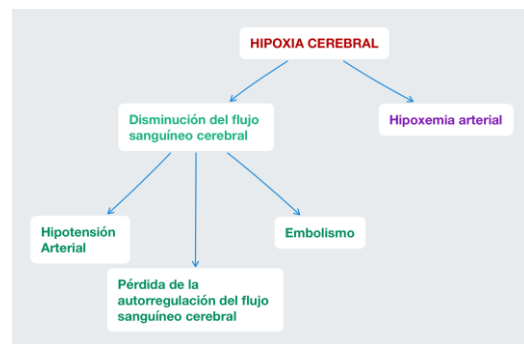 HIPOXIA CEREBRAL
Disminución del flujo
sanguíneo cerebral
Hipoxemia arterial
Hipotensión
Arterial
Embolismo
Pérdida de la
autorregulación del flujo
sanguíneo cerebral